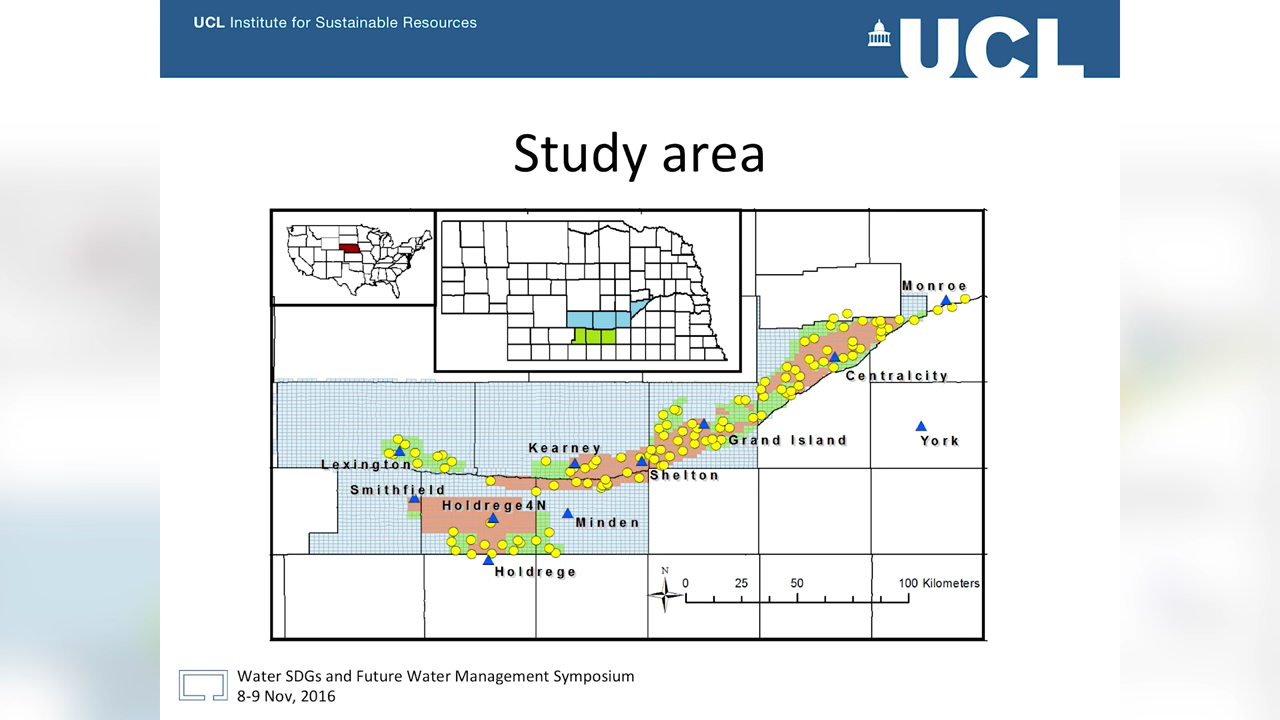 UCL Institute for Sustainable Resources
UCL
Study area
Monroe
Centralcity
York
Grand Island
Kearney
Lexington
Shelton
Smithfield
Holdrege4N
Minden
Holdrege
N
0 25 50 100 Kilometers
Water SDGs and Future Water Management Symposium
8-9 Nov, 2016